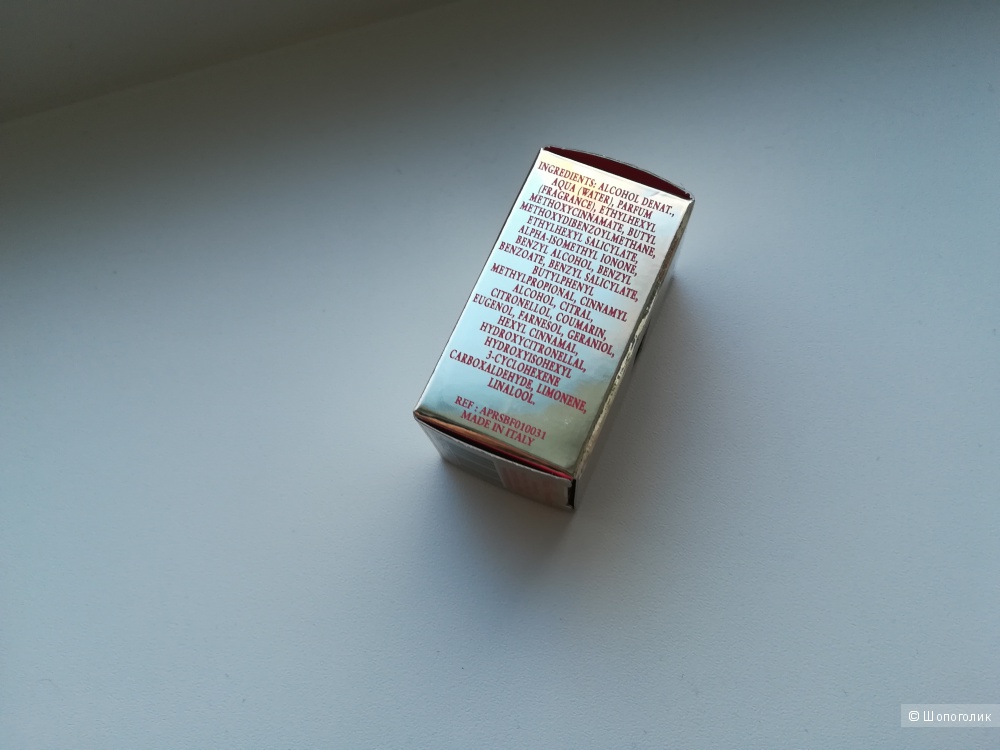 INGREDIENTS: ALCOHOL DENAT.,
AQUA (WATER), PARFUM
(FRAGRANCE), ETHYLHEXYL
METHOXYCINNAMATE, BUTYL
METHOXYDIBENZOYLMETHANE,
ETHYLHEXYL SALICYLATE,
ALPHA-ISOMETHYL IONONE,
BENZYL ALCOHOL, BENZYL
BENZOATE, BENZYL SALICYLATE,
BUTYLPHENYL
METHYLPROPIONAL, CINNAMYL
ALCOHOL, CITRAL,
CITRONELLOL, COUMARIN,
EUGENOL, FARNESOL, GERANIOL,
HEXYL CINNAMAL,
HYDROXYCITRONELLAL,
HYDROXYISOHEXYL
3-CYCLOHEXENE
CARBOXALDEHYDE, LIMONENE,
LINALOOL.
REF : APRSBF010031
MADE IN ITALY
© Шопоголик